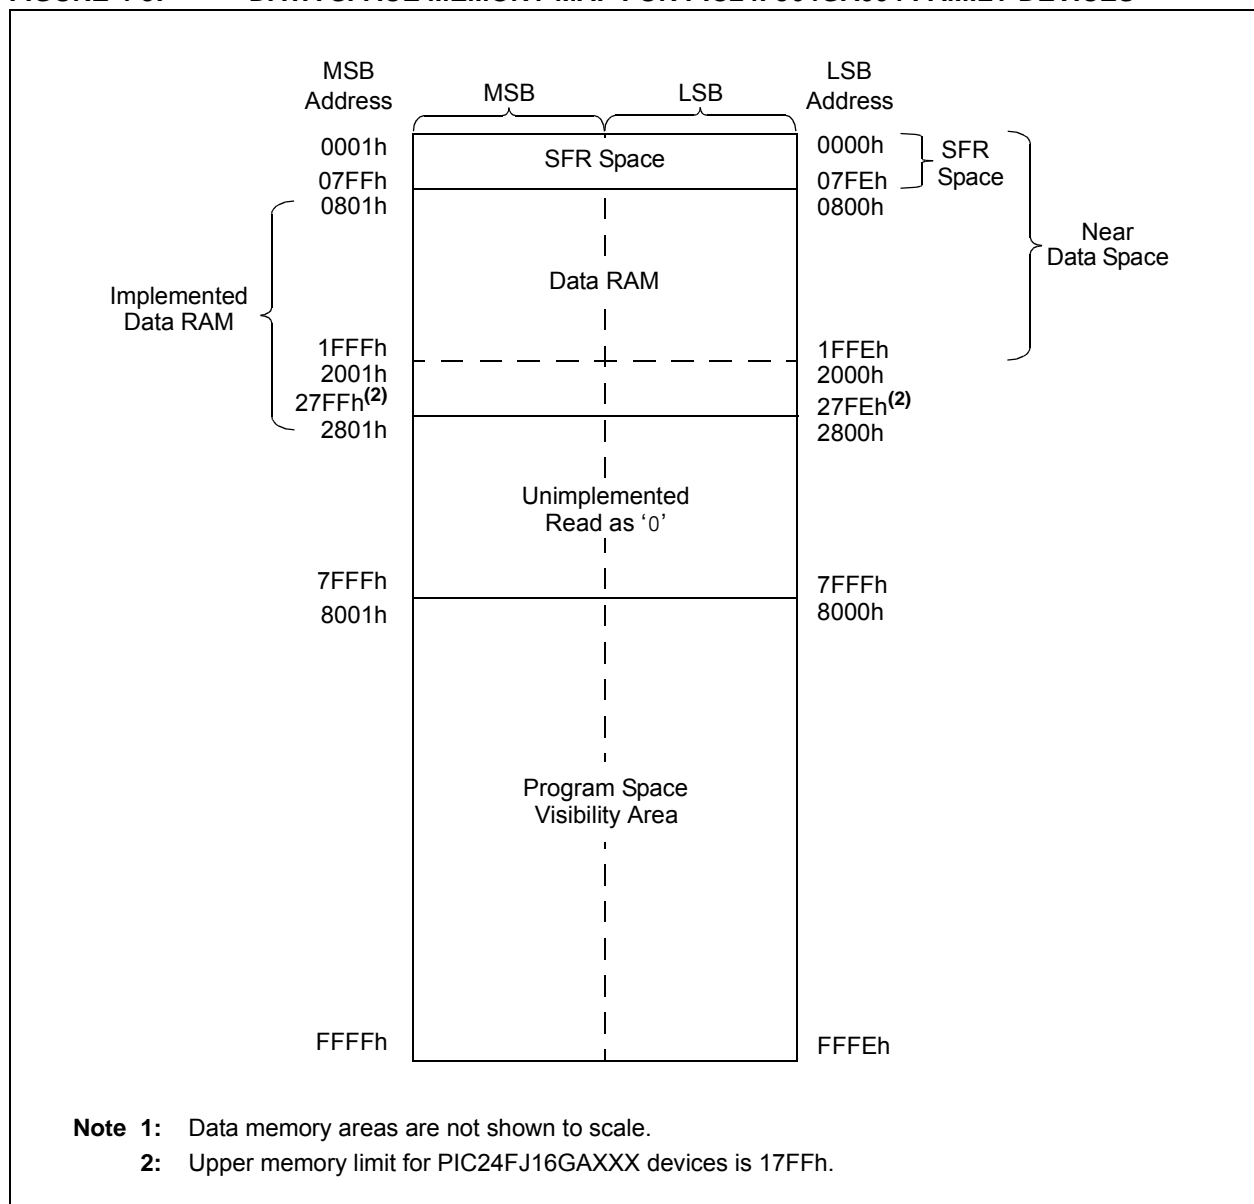 MSB
Address
MSB
LSB
LSB
Address
0001h
SFR Space
0000h
SFR
Space
07FFh
07FEh
0801h
0800h
Near
Data Space
Implemented
Data RAM
Data RAM
1FFFh
1FFEh
2001h
2000h
27FFh(2)
27FEh(2)
2801h
2800h
Unimplemented
Read as ‘0’
7FFFh
7FFFh
8001h
8000h
Program Space
Visibility Area
FFFFh
FFFEh
Note 1: Data memory areas are not shown to scale.
2: Upper memory limit for PIC24FJ16GAXXX devices is 17FFh.